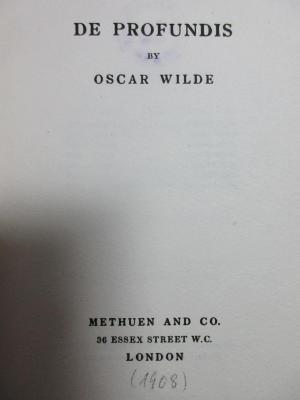 DE PROFUNDIS
BY
OSCAR WILDE
METHUEN AND CO.
36 ESSEX STREET W.C.
LONDON
(1908)